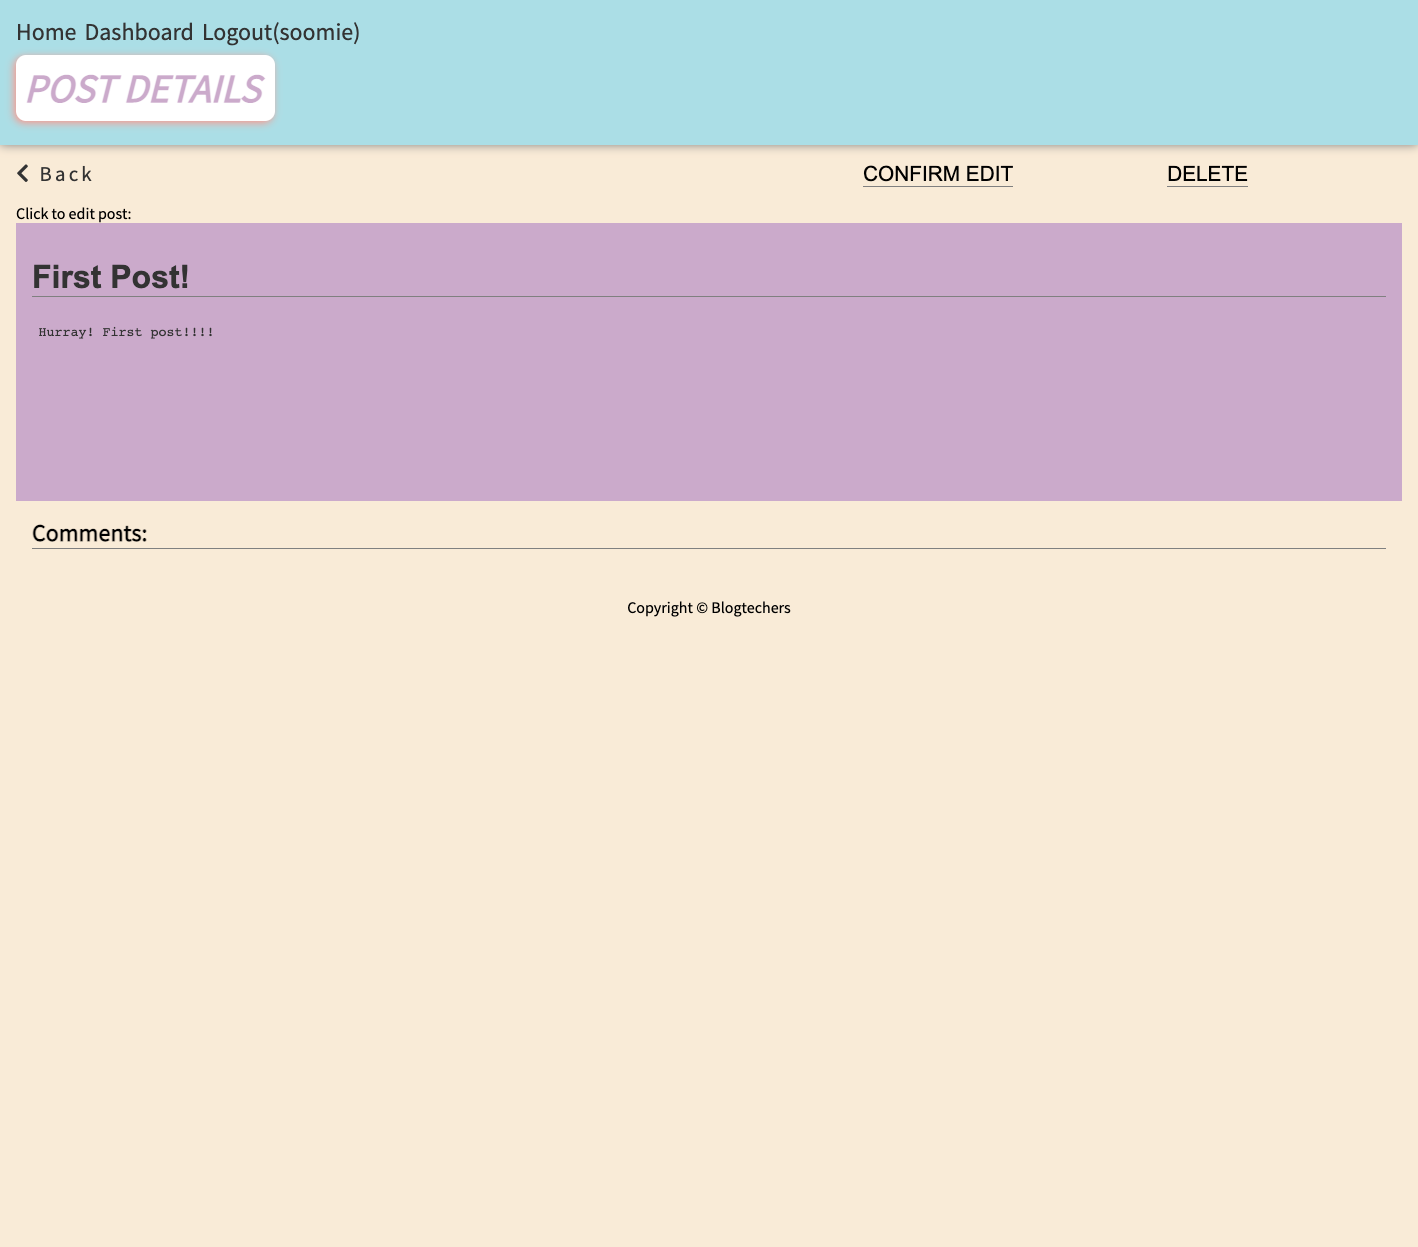 Home Dashboard Logout(soomie)
POST DETAILS
Back CONFIRM EDIT DELETE
Click to edit post:
First Post!
Hurray! First post!!!!
Comments:
Copyright © Blogtechers